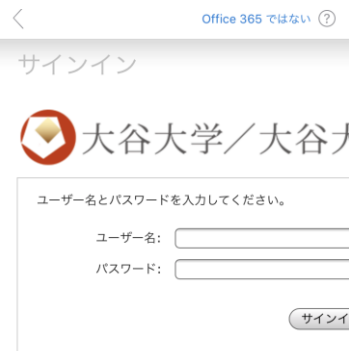 Office 365 ではない ?
サインイン
大谷大学／大谷大
ユーザー名とパスワードを入力してください。
ユーザー名:
パスワード:
サインイ